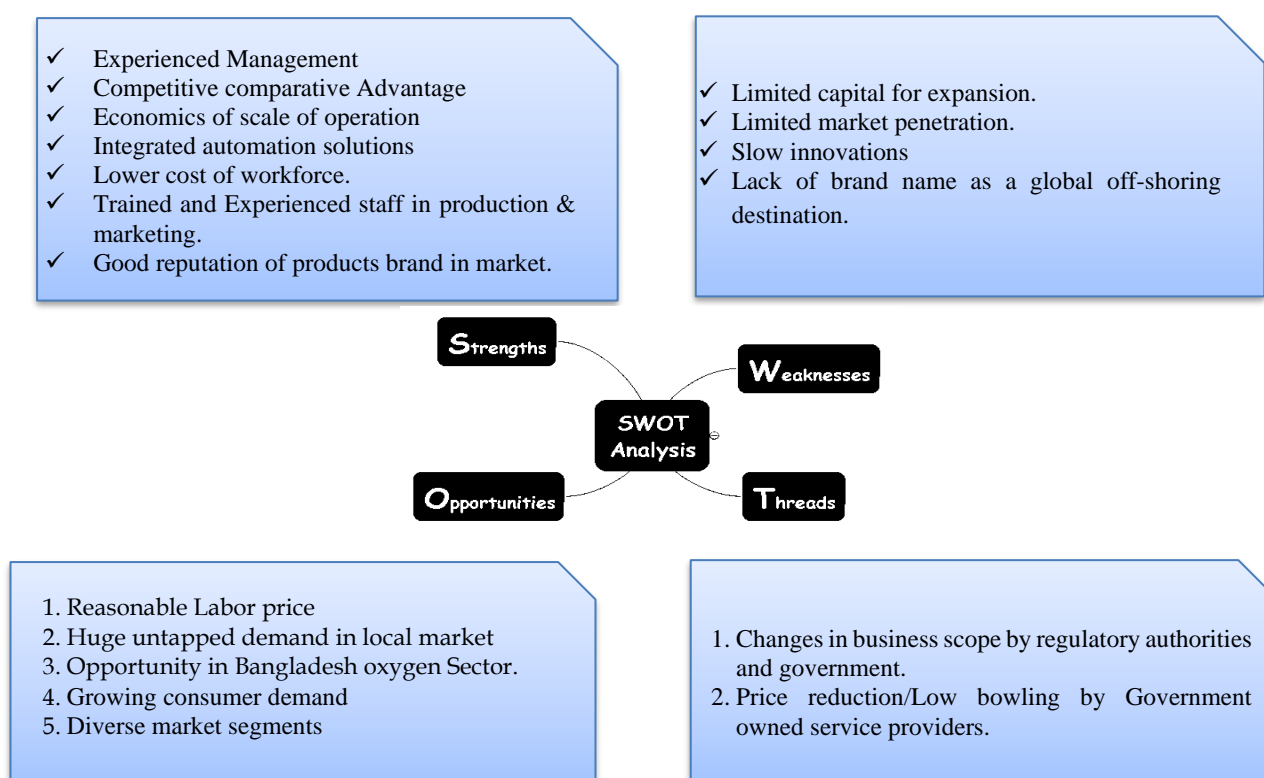 ✓ Experienced Management
✓ Competitive comparative Advantage
✓ Economics of scale of operation
✓ Integrated automation solutions
✓ Lower cost of workforce.
✓ Trained and Experienced staff in production &
marketing.
✓ Good reputation of products brand in market.
✓ Limited capital for expansion.
✓ Limited market penetration.
✓ Slow innovations
✓ Lack of brand name as a global off-shoring
destination.
Strengths
Weaknesses
SWOT
Analysis
Opportunities
Threads
1. Reasonable Labor price
2. Huge untapped demand in local market
3. Opportunity in Bangladesh oxygen Sector.
4. Growing consumer demand
5. Diverse market segments
1. Changes in business scope by regulatory authorities
and government.
2. Price reduction/Low bowling by Government
owned service providers.